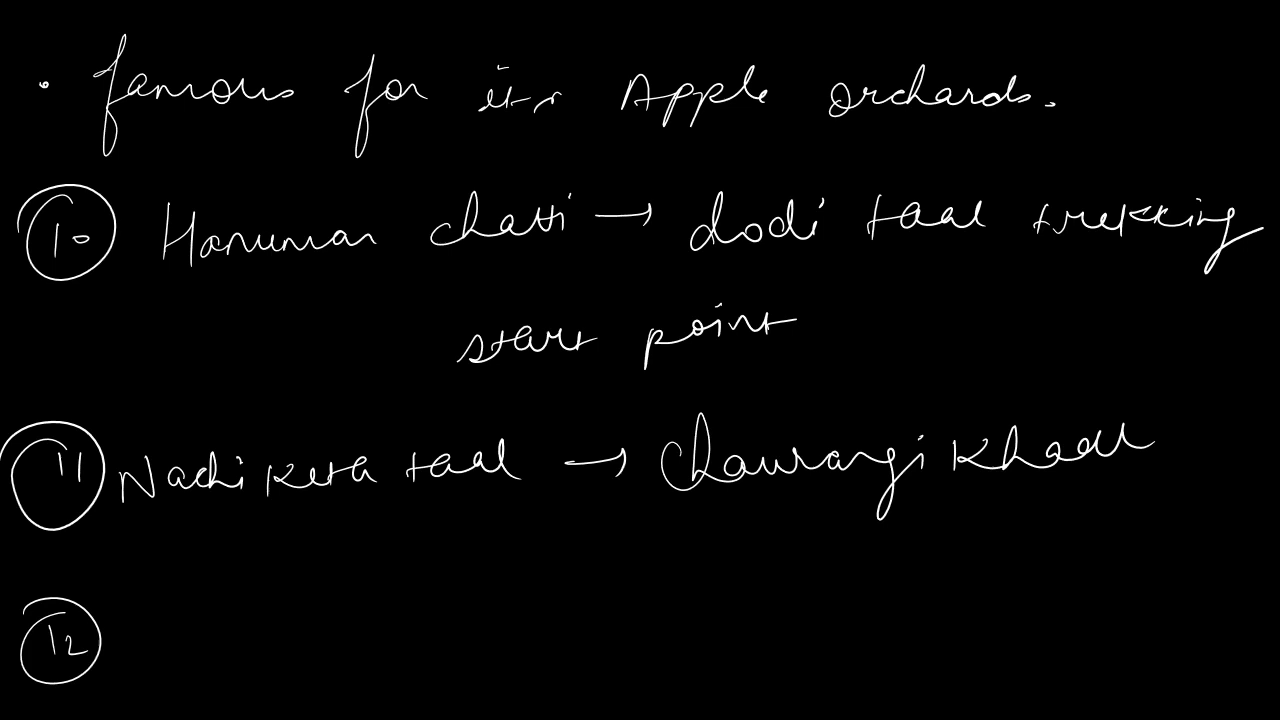 • famous for its Apple orchards.
10 Hanuman chatti → dodi taal trekking
start point
11 Nachiketa taal → Chaurangi Khaal
12